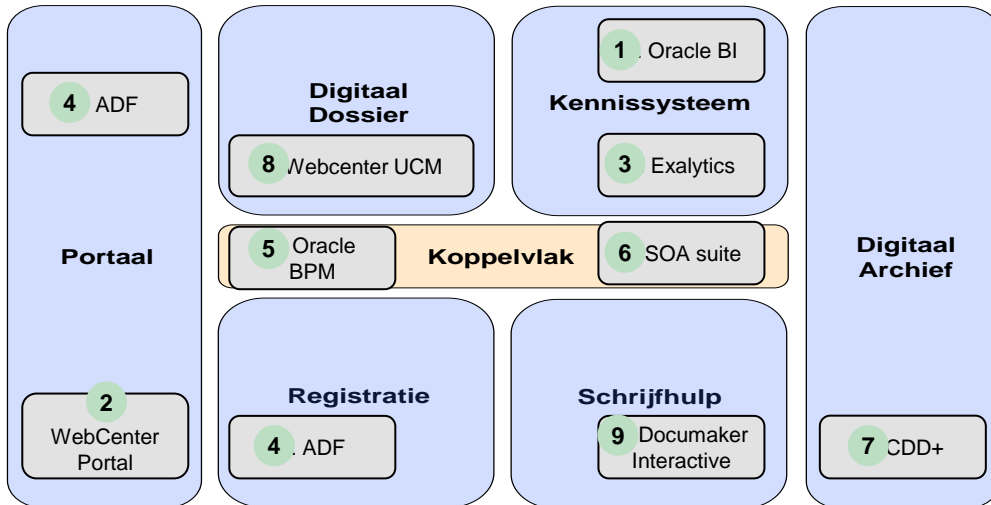 Portaal
4 ADF
2
WebCenter
Portal
Digitaal
Dossier
8 Webcenter UCM
Kennissysteem
1. Oracle BI
3 Exalytics
5 Oracle
BPM
Koppelvlak
6 SOA suite
Registratie
4. ADF
Schrijfhulp
9 Documaker
Interactive
Digitaal
Archief
7 CDD+